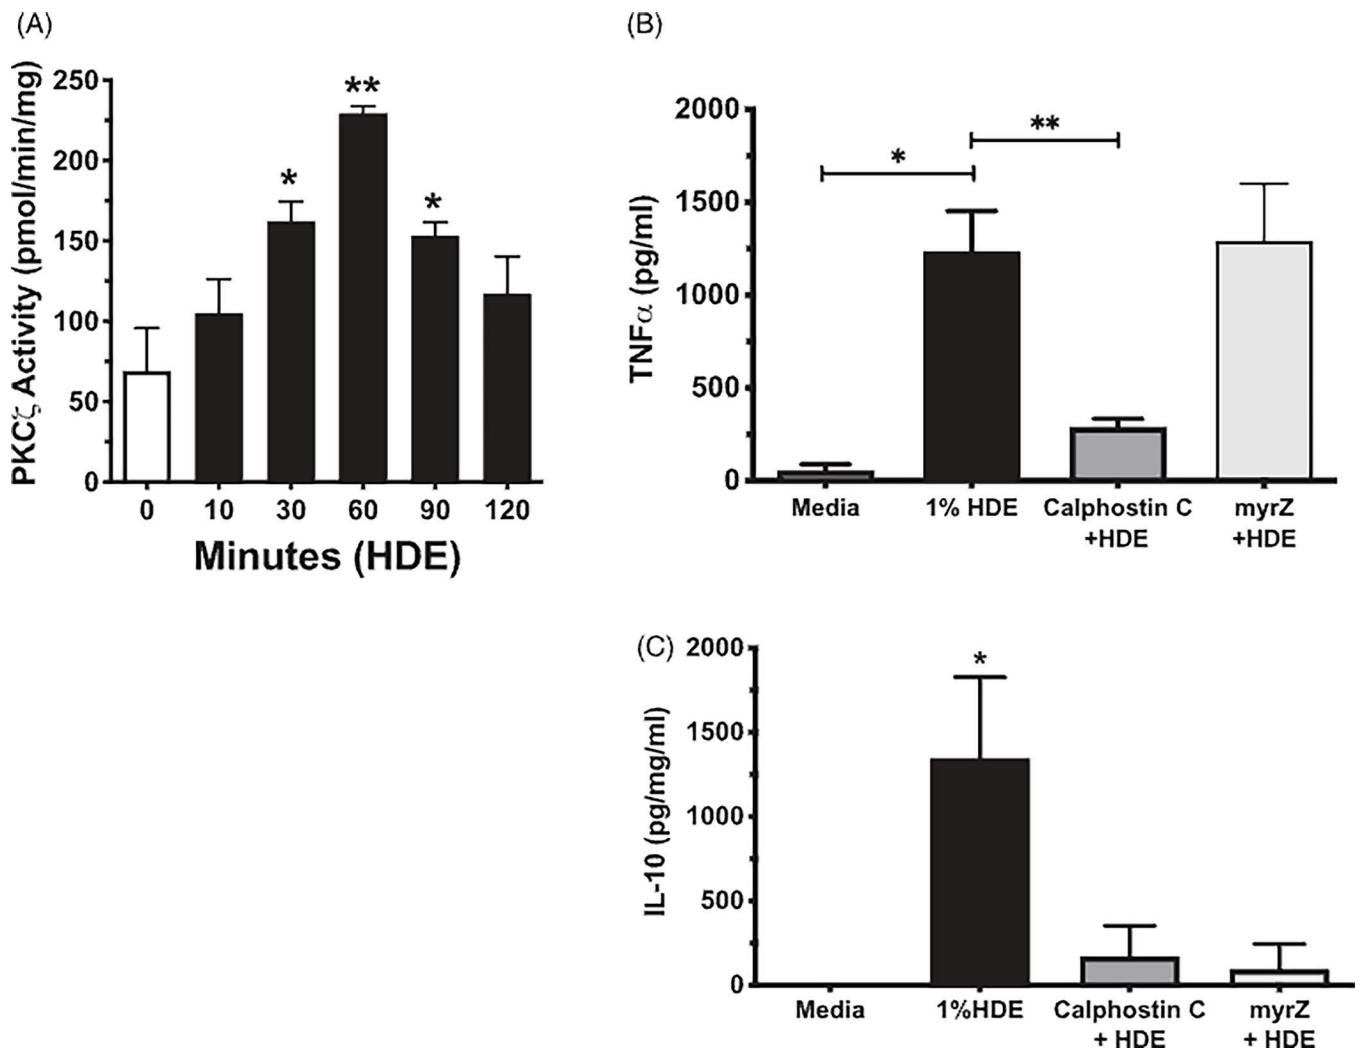 (A)
PKCζ Activity (pmol/min/mg)
250
200
150
100
50
0
*
**
*
0 10 30 60 90 120
Minutes (HDE)
(B)
TNFα (pg/ml)
2000
1500
1000
500
0
*
**
Media 1% HDE Calphostin C myrZ
+HDE +HDE
(C)
IL-10 (pg/mg/ml)
2000
1500
1000
500
0
*
Media 1%HDE Calphostin C myrZ
+ HDE + HDE